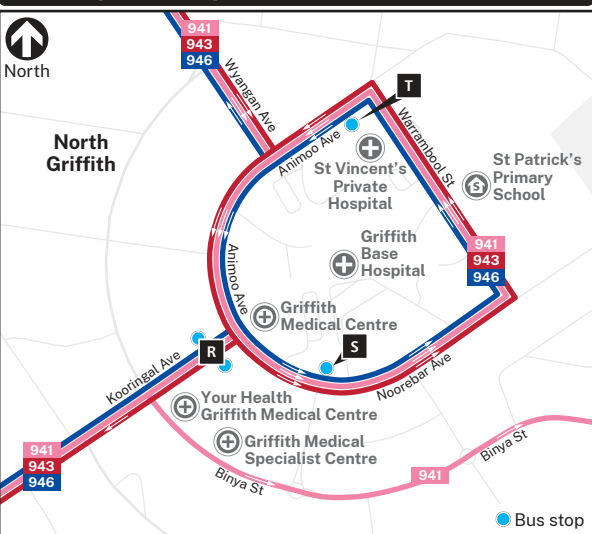 941
943
946
North
Wyangan Ave
T
North
Griffith
Animoo Ave
Warrambool St
St Vincent's
Private
Hospital
St Patrick's
Primary
School
S
Griffith
Base
Hospital
941
943
946
Animoo Ave
Griffith
Medical Centre
R
S
Kooringal Ave
Noorebar Ave
Your Health
Griffith Medical Centre
Griffith Medical
Specialist Centre
941
943
946
Binya St
941
Binya St
Bus stop